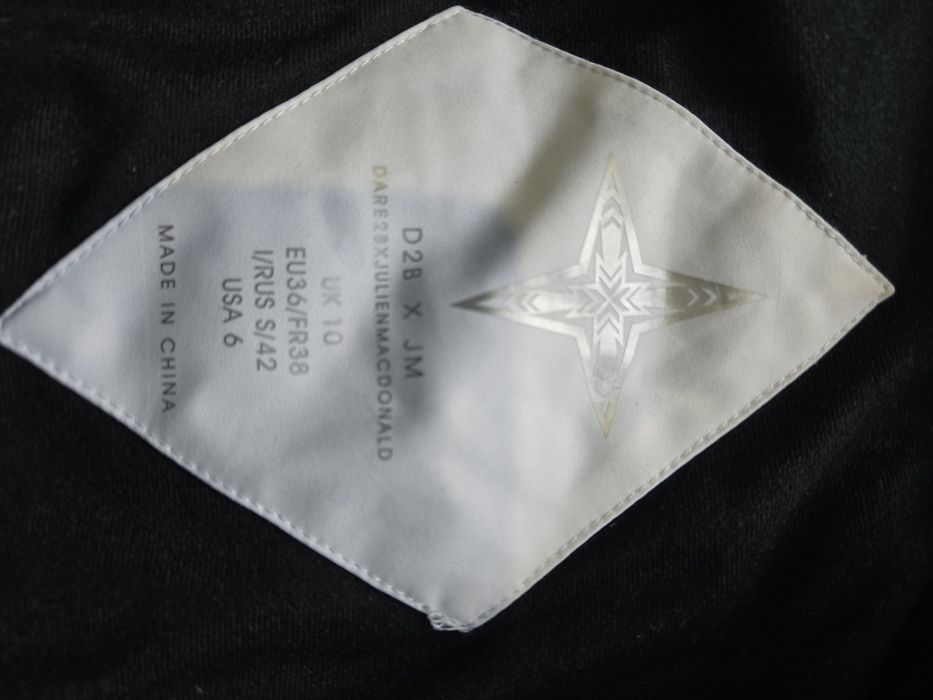 D2B X JM
DARE2BXJULIENMACDONALD
UK 10
EU36/FR38
I/RUS S/42
USA 6
MADE IN CHINA